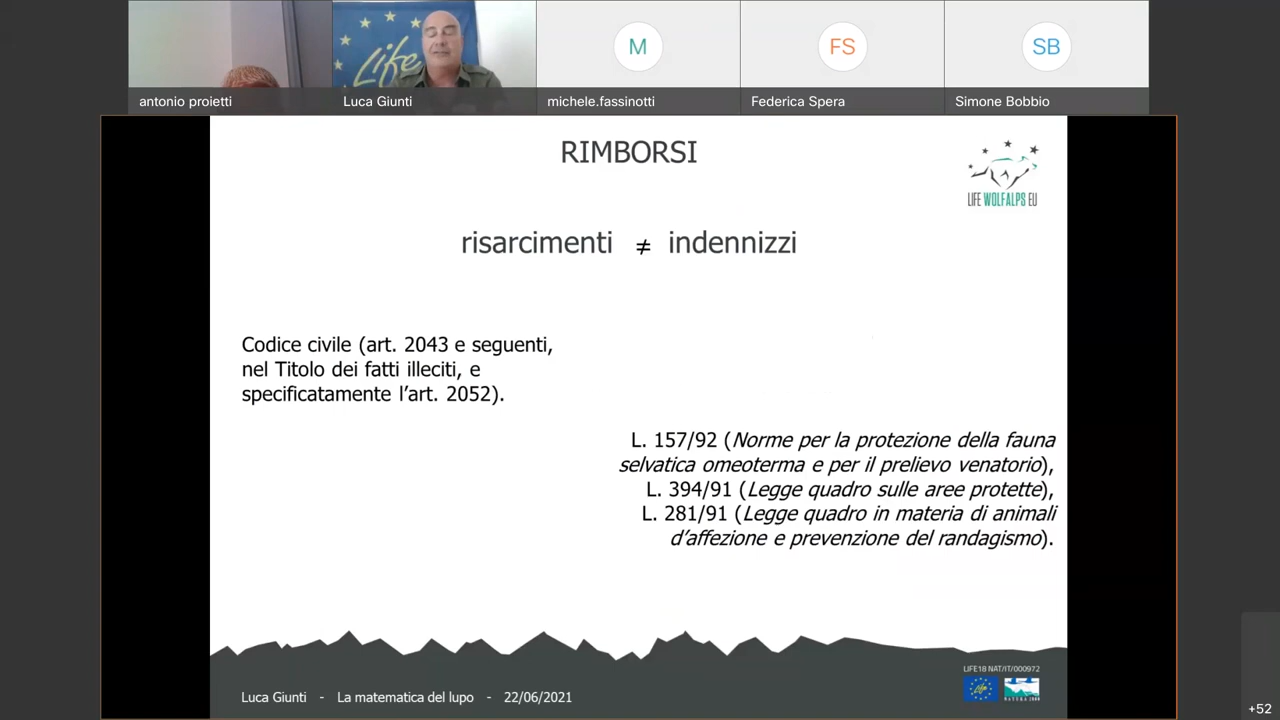 Life
antonio proietti
Luca Giunti
M
michele.fassinotti
FS
Federica Spera
SB
Simone Bobbio
RIMBORSI
LIFE WOLFALPS EU
risarcimenti ≠ indennizzi
Codice civile (art. 2043 e seguenti,
nel Titolo dei fatti illeciti, e
specificatamente l'art. 2052).
L. 157/92 (Norme per la protezione della fauna
selvatica omeoterma e per il prelievo venatorio),
L. 394/91 (Legge quadro sulle aree protette),
L. 281/91 (Legge quadro in materia di animali
d'affezione e prevenzione del randagismo).
LIFE18 NAT/IT/000972
Life
NATURA 2000
Luca Giunti - La matematica del lupo - 22/06/2021
+52